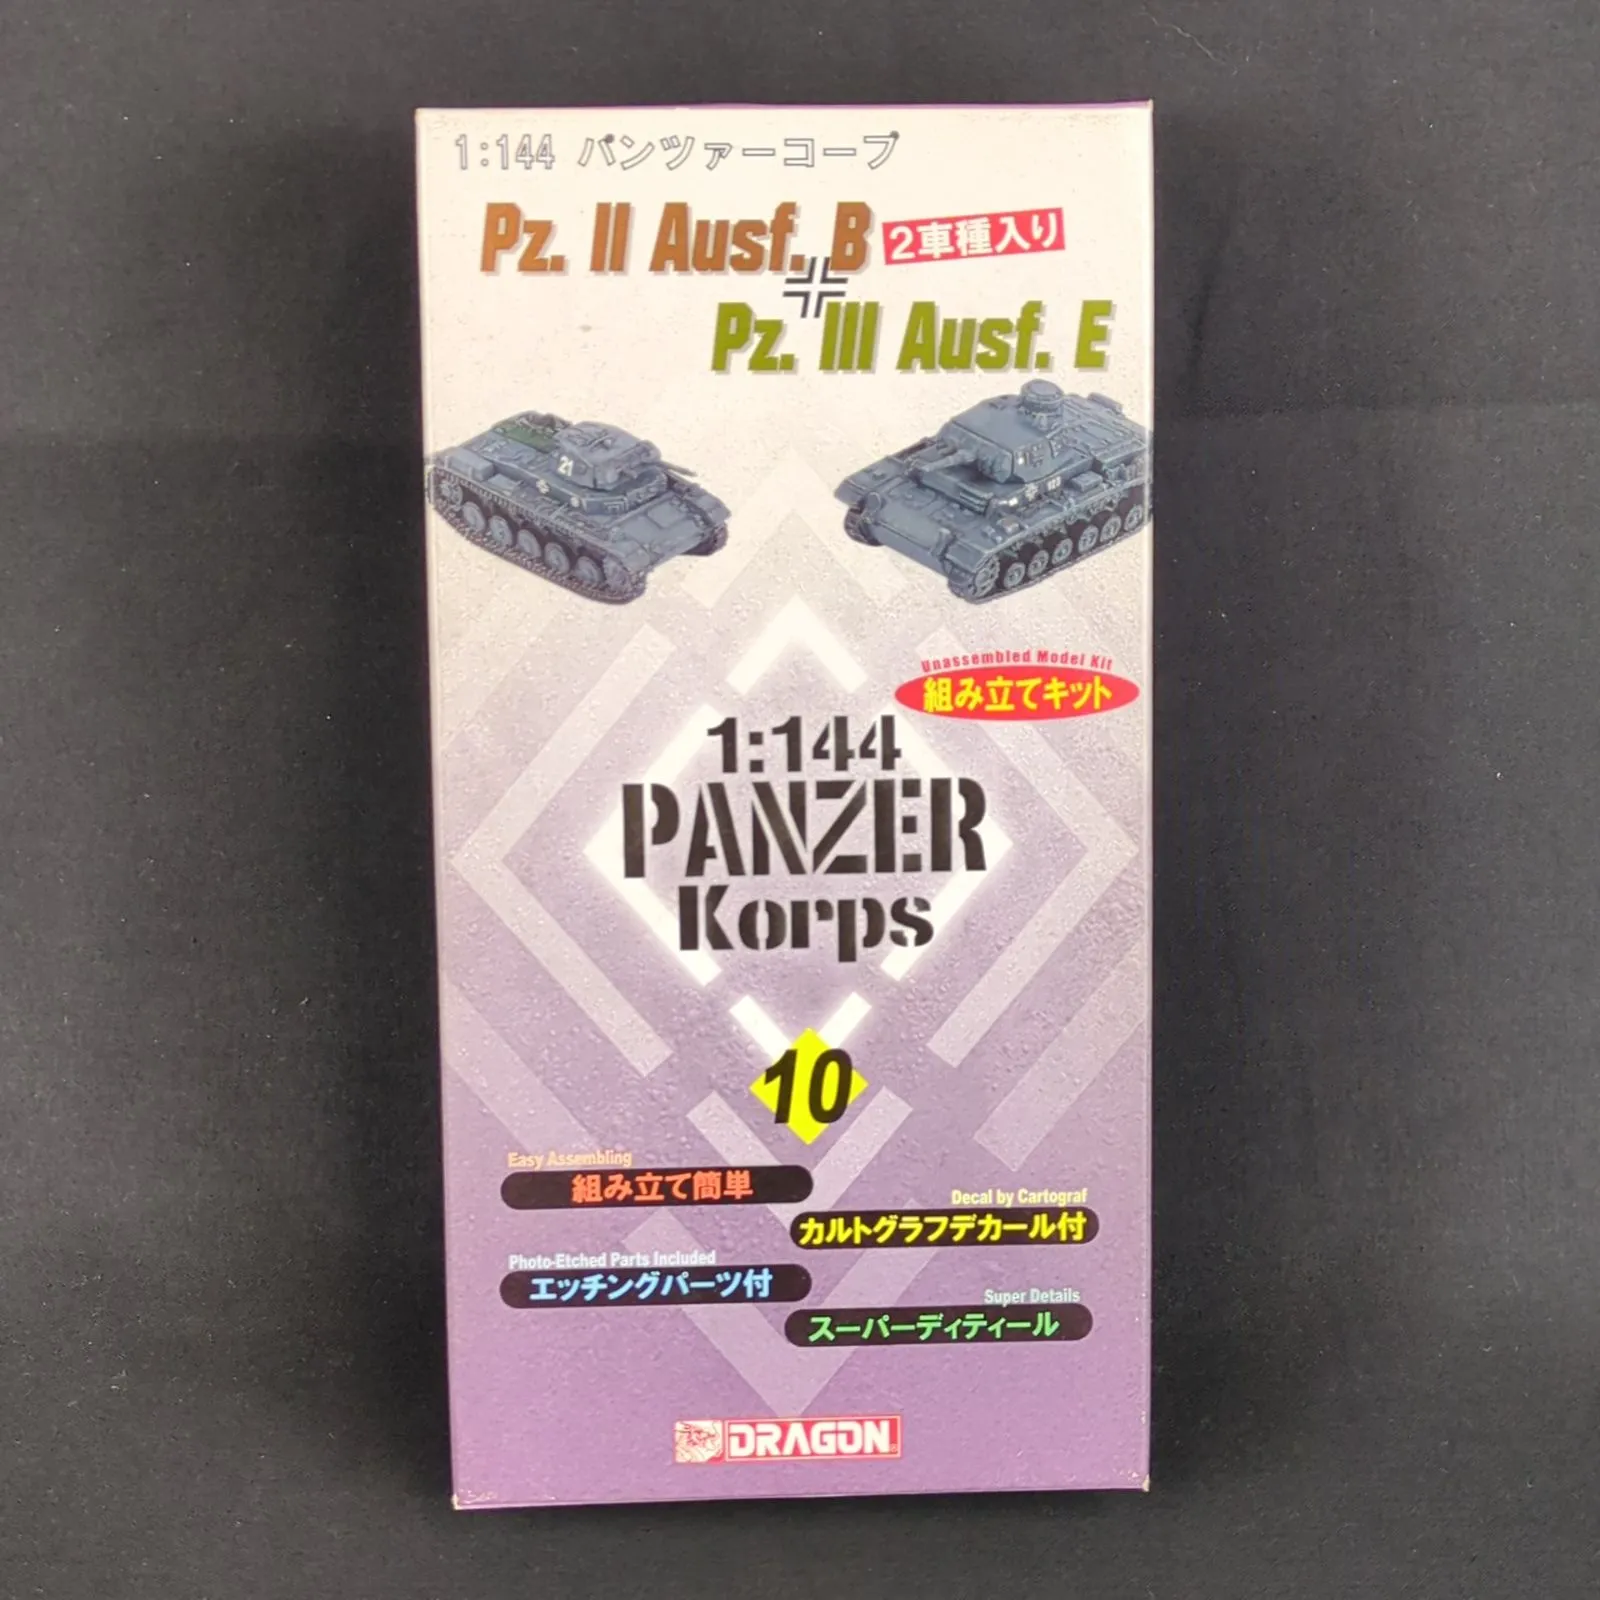 1:144 パンツァーコープ
Pz. II Ausf. B
2車種入り
Pz. III Ausf. E
21
123
Unassembled Model Kit
組み立てキット
1:144
PANZER
Korps
10
Easy Assembling
組み立て簡単
Decal by Cartograf
カルトグラフデカール付
Photo-Etched Parts Included
エッチングパーツ付
Super Details
スーパーディティール
DRAGON